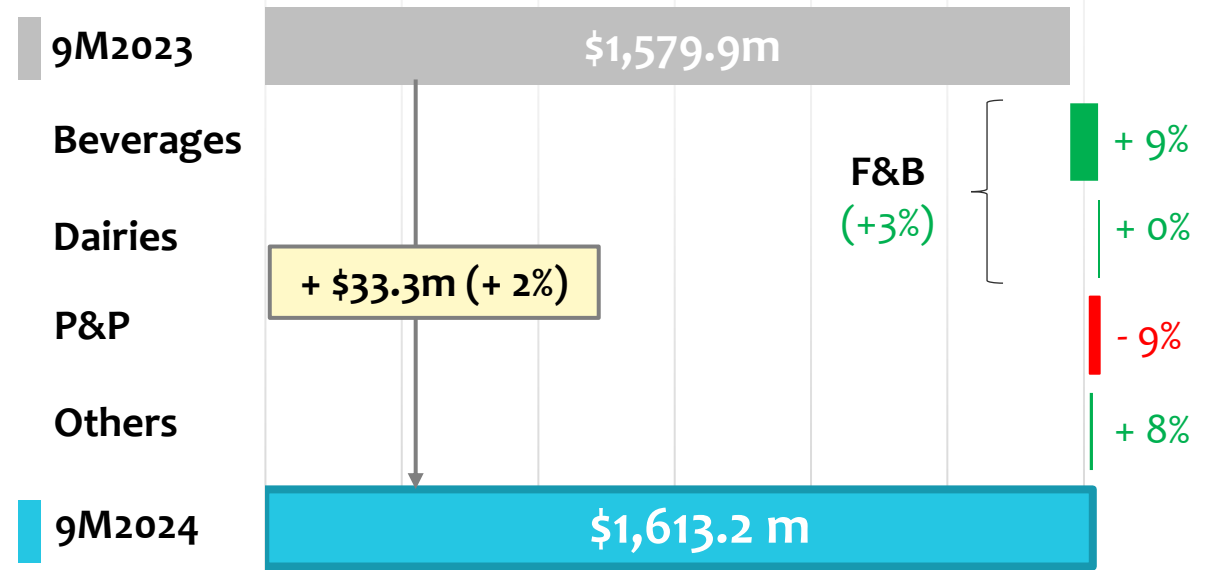 9M2023
$1,579.9m
Beverages
+ 9%
F&B
(+3%)
Dairies
+ 0%
+ $33.3m (+ 2%)
P&P
- 9%
Others
+ 8%
9M2024
$1,613.2 m